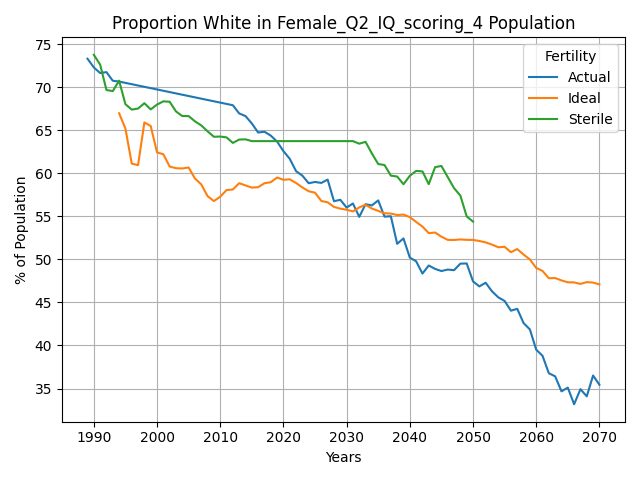 Proportion White in Female_Q2_IQ_scoring_4 Population
% of Population
75
70
65
60
55
50
45
40
35
Fertility
Actual
Ideal
Sterile
1990 2000 2010 2020 2030 2040 2050 2060 2070
Years